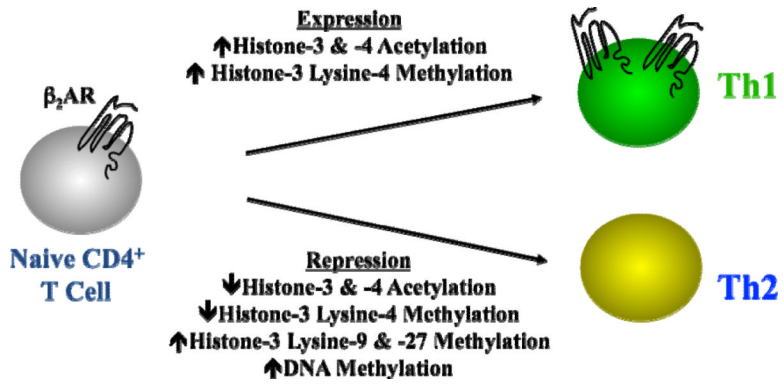 Expression
↑Histone-3 & -4 Acetylation
↑ Histone-3 Lysine-4 Methylation
β₂AR
Th1
Naive CD4⁺
T Cell
Repression
↓Histone-3 & -4 Acetylation
↓Histone-3 Lysine-4 Methylation
↑Histone-3 Lysine-9 & -27 Methylation
↑DNA Methylation
Th2